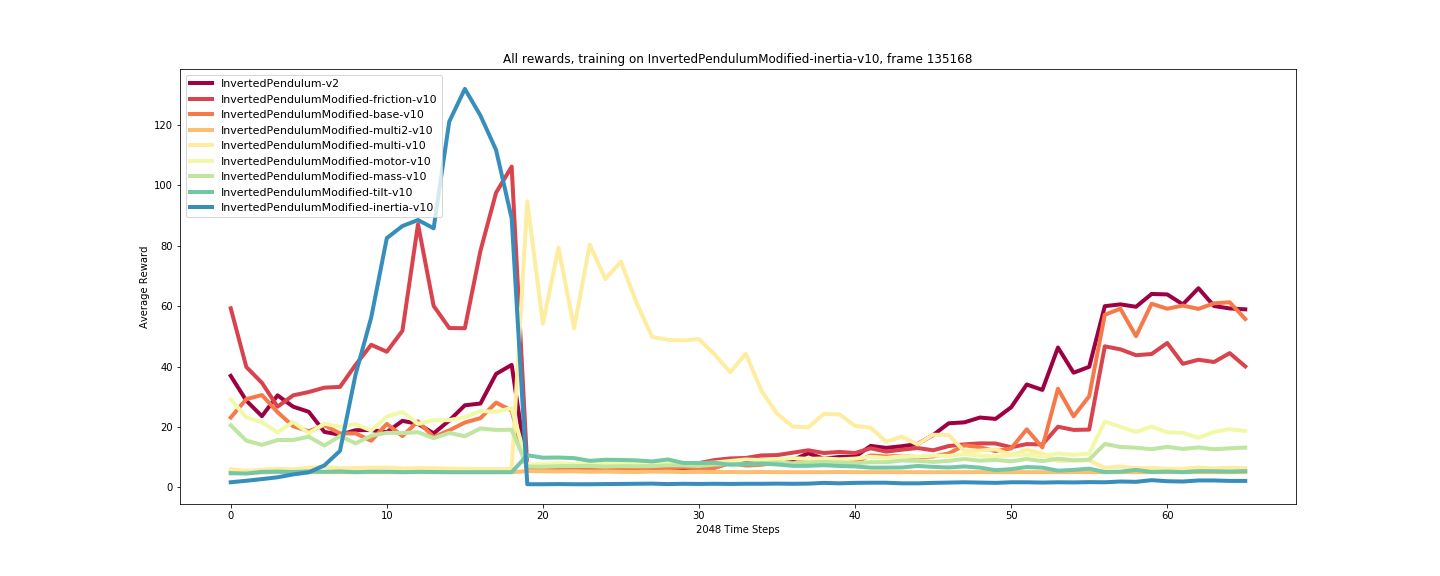 All rewards, training on InvertedPendulumModified-inertia-v10, frame 135168
InvertedPendulum-v2
InvertedPendulumModified-friction-v10
InvertedPendulumModified-base-v10
InvertedPendulumModified-multi2-v10
InvertedPendulumModified-multi-v10
InvertedPendulumModified-motor-v10
InvertedPendulumModified-mass-v10
InvertedPendulumModified-tilt-v10
InvertedPendulumModified-inertia-v10
Average Reward
120
100
80
60
40
20
0
0 10 20 30 40 50 60
2048 Time Steps